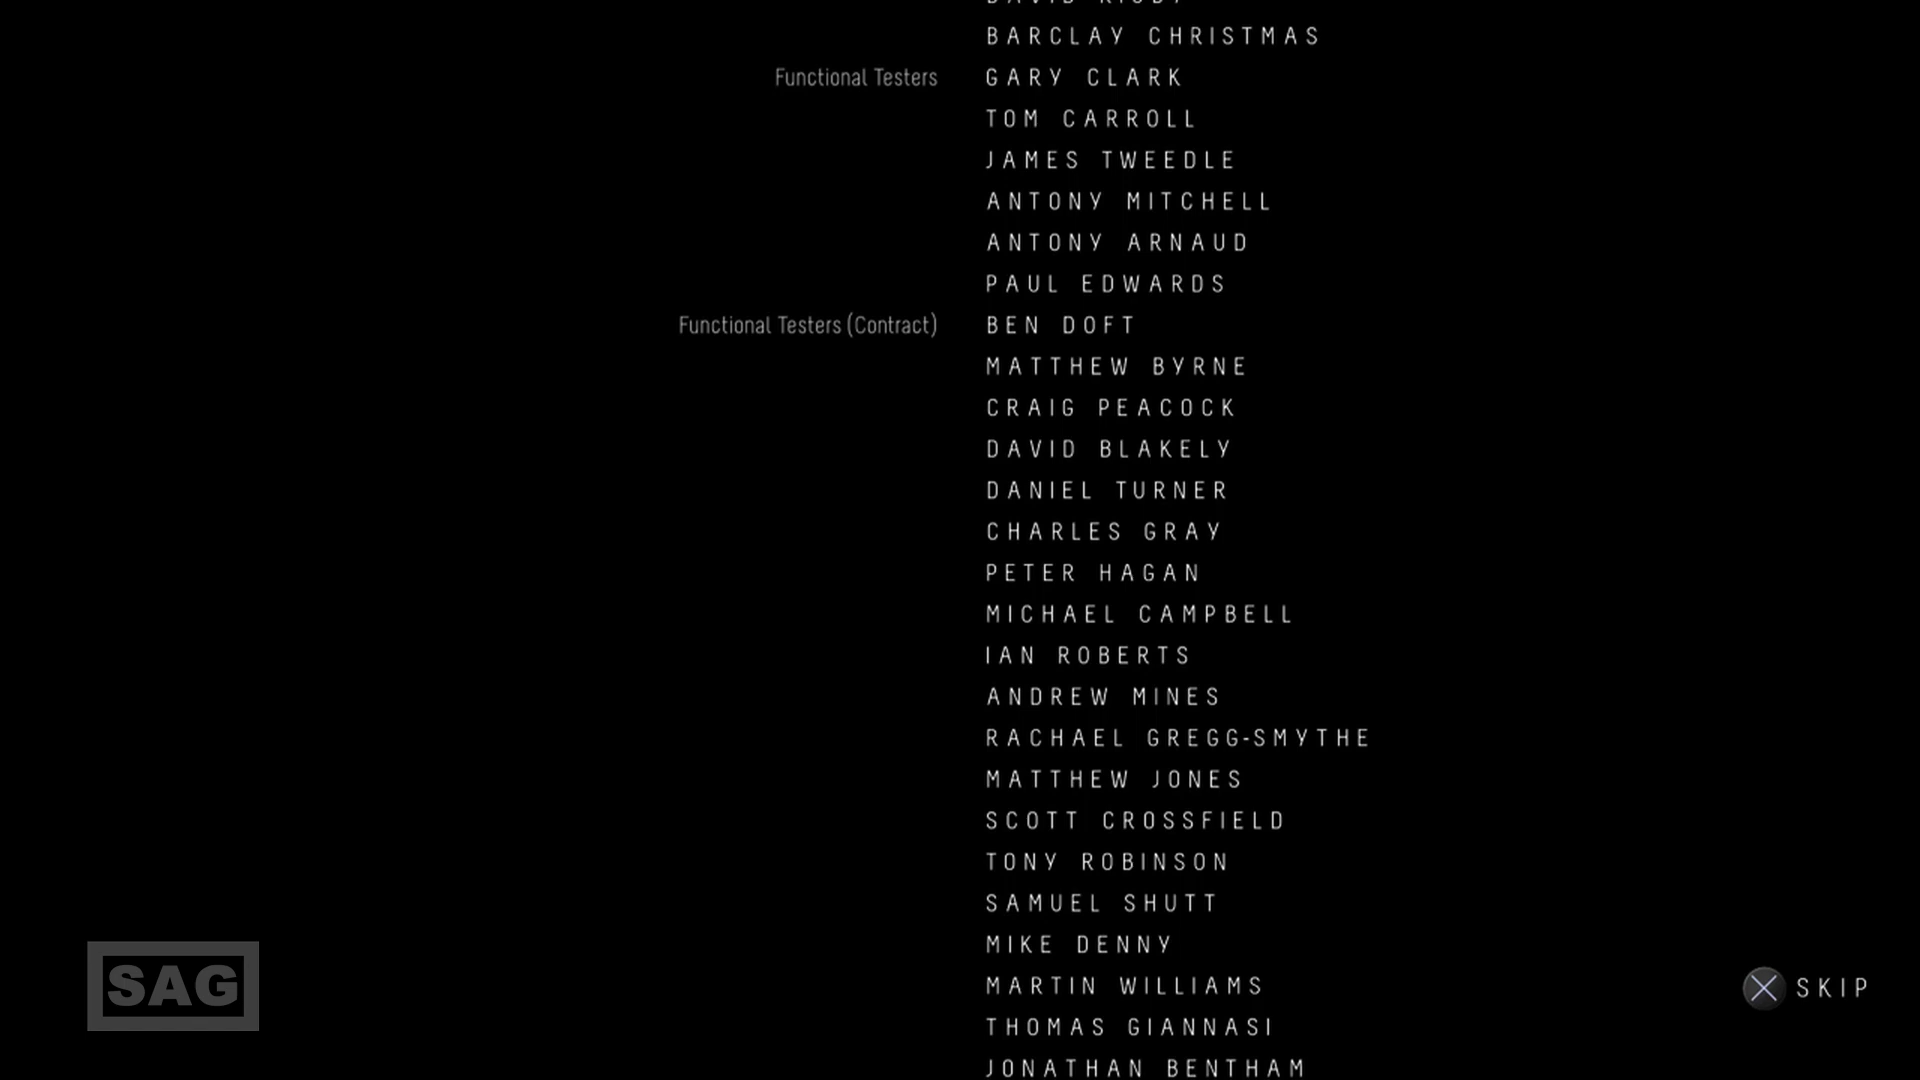 BARCLAY CHRISTMAS
Functional Testers GARY CLARK
TOM CARROLL
JAMES TWEEDLE
ANTONY MITCHELL
ANTONY ARNAUD
PAUL EDWARDS
Functional Testers (Contract) BEN DOFT
MATTHEW BYRNE
CRAIG PEACOCK
DAVID BLAKELY
DANIEL TURNER
CHARLES GRAY
PETER HAGAN
MICHAEL CAMPBELL
IAN ROBERTS
ANDREW MINES
RACHAEL GREGG-SMYTHE
MATTHEW JONES
SCOTT CROSSFIELD
TONY ROBINSON
SAMUEL SHUTT
MIKE DENNY
MARTIN WILLIAMS
THOMAS GIANNASI
JONATHAN BENTHAM
SAG
SKIP